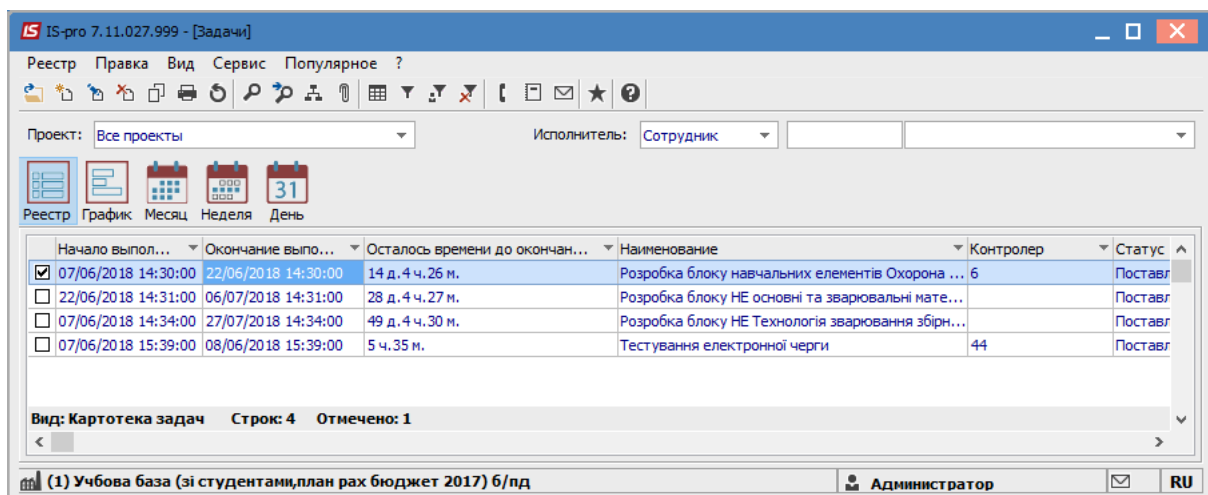 IS-pro 7.11.027.999 - [Задачи]
Реестр Правка Вид Сервис Популярное ?
Проект: Все проекты Исполнитель: Сотрудник
31
Реестр График Месяц Неделя День
Начало выпол... Окончание выпо... Осталось времени до окончан... Наименование Контролер Статус
07/06/2018 14:30:00 22/06/2018 14:30:00 14 д.4 ч.26 м. Розробка блоку навчальних елементів Охорона ... 6 Поставл
22/06/2018 14:31:00 06/07/2018 14:31:00 28 д.4 ч.27 м. Розробка блоку НЕ основні та зварювальні мате... Поставл
07/06/2018 14:34:00 27/07/2018 14:34:00 49 д.4 ч.30 м. Розробка блоку НЕ Технологія зварювання збірн... Поставл
07/06/2018 15:39:00 08/06/2018 15:39:00 5 ч.35 м. Тестування електронної черги 44 Поставл
Вид: Картотека задач Строк: 4 Отмечено: 1
(1) Учбова база (зі студентами,план рах бюджет 2017) б/пд Администратор RU